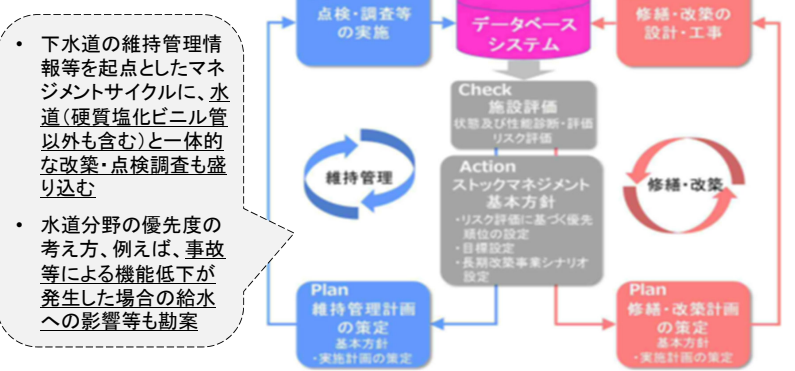 ・ 下水道の維持管理情
報等を起点としたマネ
ジメントサイクルに、水
道（硬質塩化ビニル管
以外も含む）と一体的
な改築・点検調査も盛
り込む
・ 水道分野の優先度の
考え方、例えば、事故
等による機能低下が
発生した場合の給水
への影響等も勘案
点検・調査等
の実施
データベース
システム
修繕・改築の
設計・工事
Check
施設評価
状態及び性能診断・評価
リスク評価
維持管理
Action
ストックマネジメント
基本方針
・リスク評価に基づく優先
順位の設定
・目標設定
・長期改築事業シナリオ
設定
修繕・改築
Plan
維持管理計画
の策定
基本方針
・実施計画の策定
Plan
修繕・改築計画
の策定
基本方針
・実施計画の策定